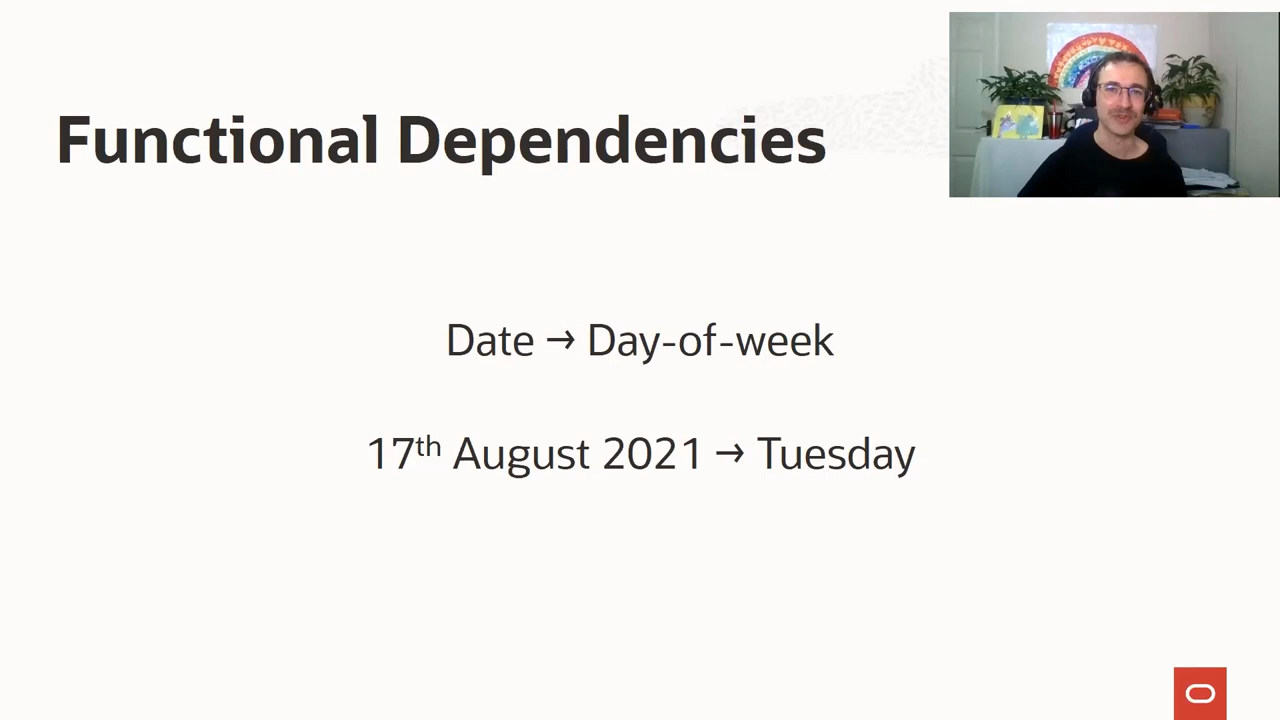 Functional Dependencies
Date → Day-of-week
17th August 2021 → Tuesday